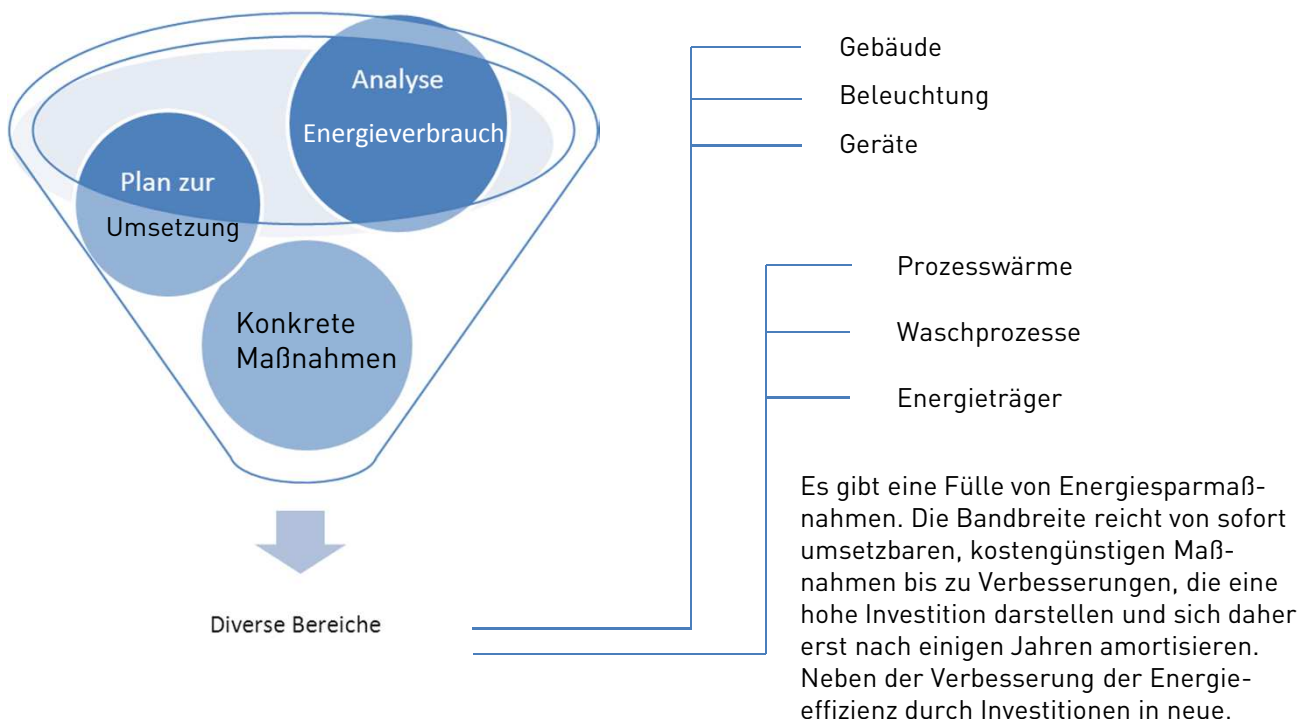 Analyse
Energieverbrauch
Plan zur
Umsetzung
Konkrete
Maßnahmen
Diverse Bereiche
Gebäude
Beleuchtung
Geräte
Prozesswärme
Waschprozesse
Energieträger
Es gibt eine Fülle von Energiesparmaß-
nahmen. Die Bandbreite reicht von sofort
umsetzbaren, kostengünstigen Maß-
nahmen bis zu Verbesserungen, die eine
hohe Investition darstellen und sich daher
erst nach einigen Jahren amortisieren.
Neben der Verbesserung der Energie-
effizienz durch Investitionen in neue.